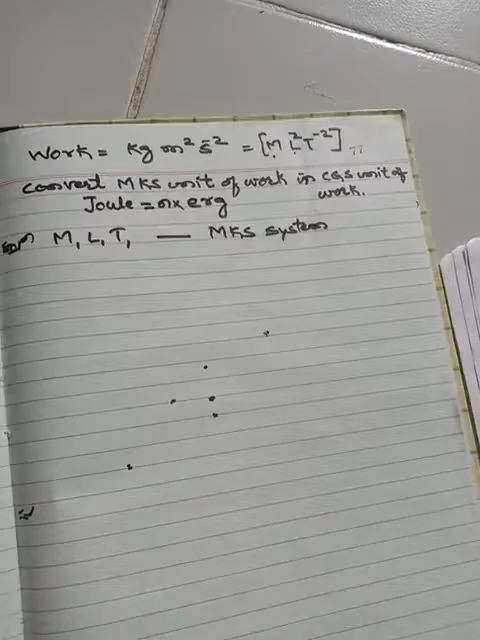 Work = Kg m² s̄² = [M L²T⁻²]
convert MKS unit of work in CGS unit of work.
Joule = n x erg
M, L, T, — MKS system